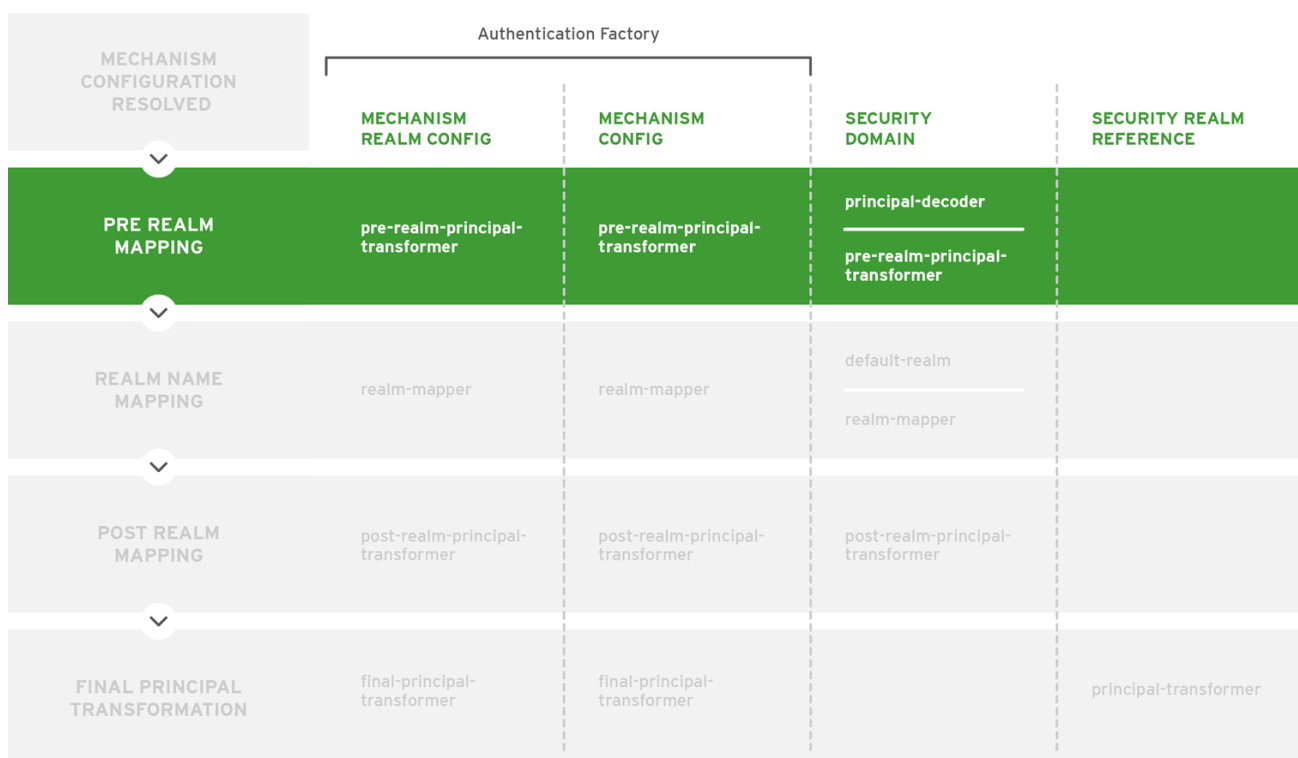 Authentication Factory
MECHANISM
CONFIGURATION
RESOLVED
MECHANISM
REALM CONFIG
MECHANISM
CONFIG
SECURITY
DOMAIN
SECURITY REALM
REFERENCE
PRE REALM
MAPPING
pre-realm-principal-
transformer
pre-realm-principal-
transformer
principal-decoder
pre-realm-principal-
transformer
REALM NAME
MAPPING
realm-mapper
realm-mapper
default-realm
realm-mapper
POST REALM
MAPPING
post-realm-principal-
transformer
post-realm-principal-
transformer
post-realm-principal-
transformer
FINAL PRINCIPAL
TRANSFORMATION
final-principal-
transformer
final-principal-
transformer
principal-transformer